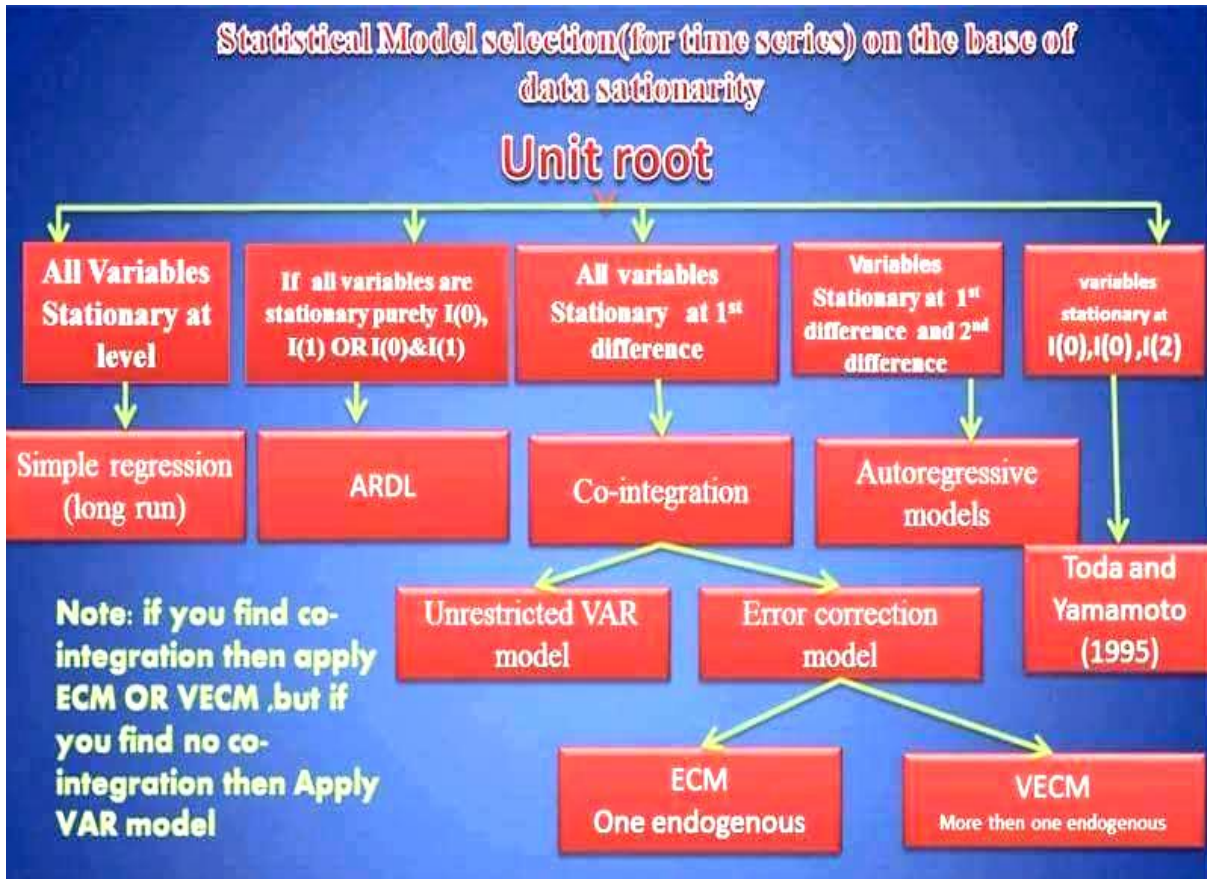 Statistical Model selection(for time series) on the base of
data sationarity
Unit root
All Variables
Stationary at
level
If all variables are
stationary purely I(0),
I(1) OR I(0)&I(1)
All variables
Stationary at 1st
difference
Variables
Stationary at 1st
difference and 2nd
difference
variables
stationary at
I(0),I(0) ,I(2)
Simple regression
(long run)
ARDL
Co-integration
Autoregressive
models
Toda and
Yamamoto
(1995)
Unrestricted VAR
model
Error correction
model
Note: if you find co-
integration then apply
ECM OR VECM ,but if
you find no co-
integration then Apply
VAR model
ECM
One endogenous
VECM
More then one endogenous